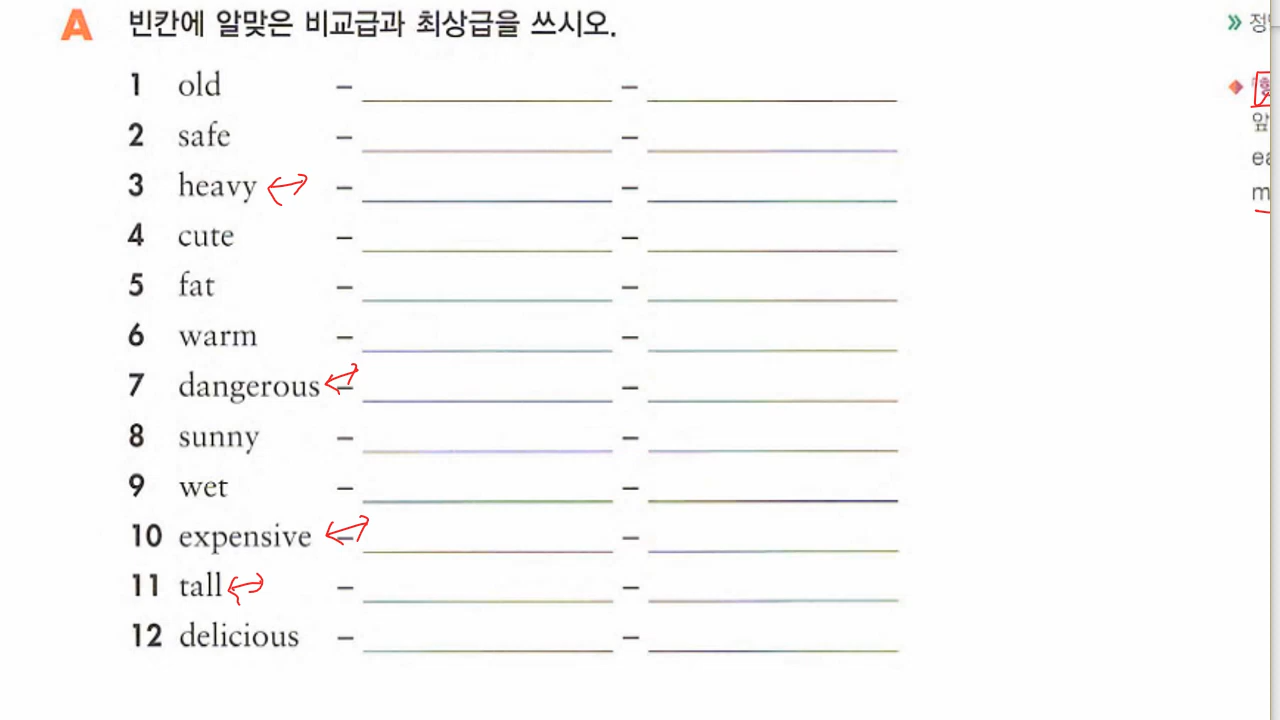 A 빈칸에 알맞은 비교급과 최상급을 쓰시오.
1 old – –
2 safe – –
3 heavy – –
4 cute – –
5 fat – –
6 warm – –
7 dangerous – –
8 sunny – –
9 wet – –
10 expensive – –
11 tall – –
12 delicious – –
» 정
앞